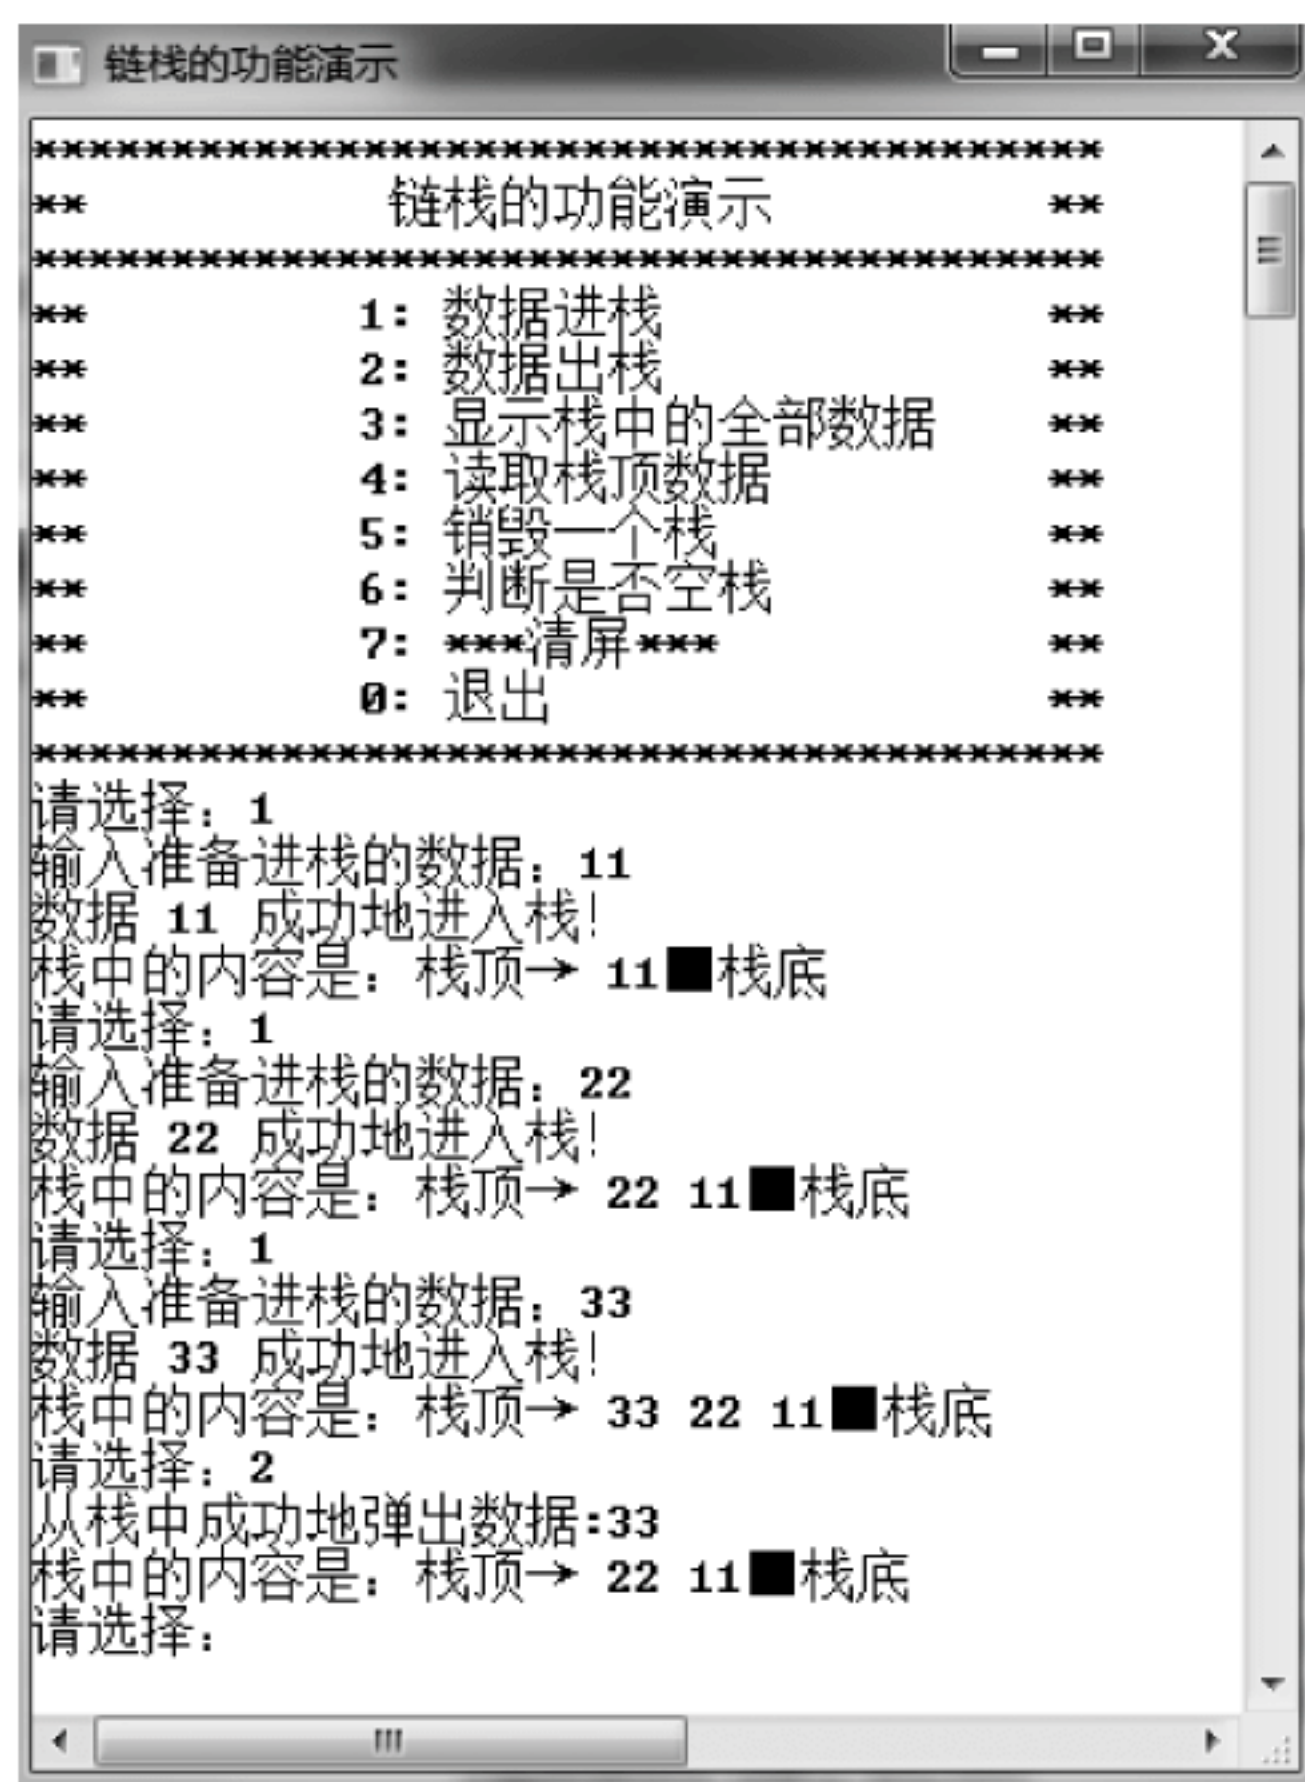 链栈的功能演示
***************************************
** 链栈的功能演示 **
***************************************
** 1: 数据进栈 **
** 2: 数据出栈 **
** 3: 显示栈中的全部数据 **
** 4: 读取栈顶数据 **
** 5: 销毁一个栈 **
** 6: 判断是否空栈 **
** 7: ***清屏*** **
** 0: 退出 **
***************************************
请选择：1
输入准备进栈的数据：11
数据 11 成功地进入栈！
栈中的内容是：栈顶→ 11■栈底
请选择：1
输入准备进栈的数据：22
数据 22 成功地进入栈！
栈中的内容是：栈顶→ 22 11■栈底
请选择：1
输入准备进栈的数据：33
数据 33 成功地进入栈！
栈中的内容是：栈顶→ 33 22 11■栈底
请选择：2
从栈中成功地弹出数据:33
栈中的内容是：栈顶→ 22 11■栈底
请选择：